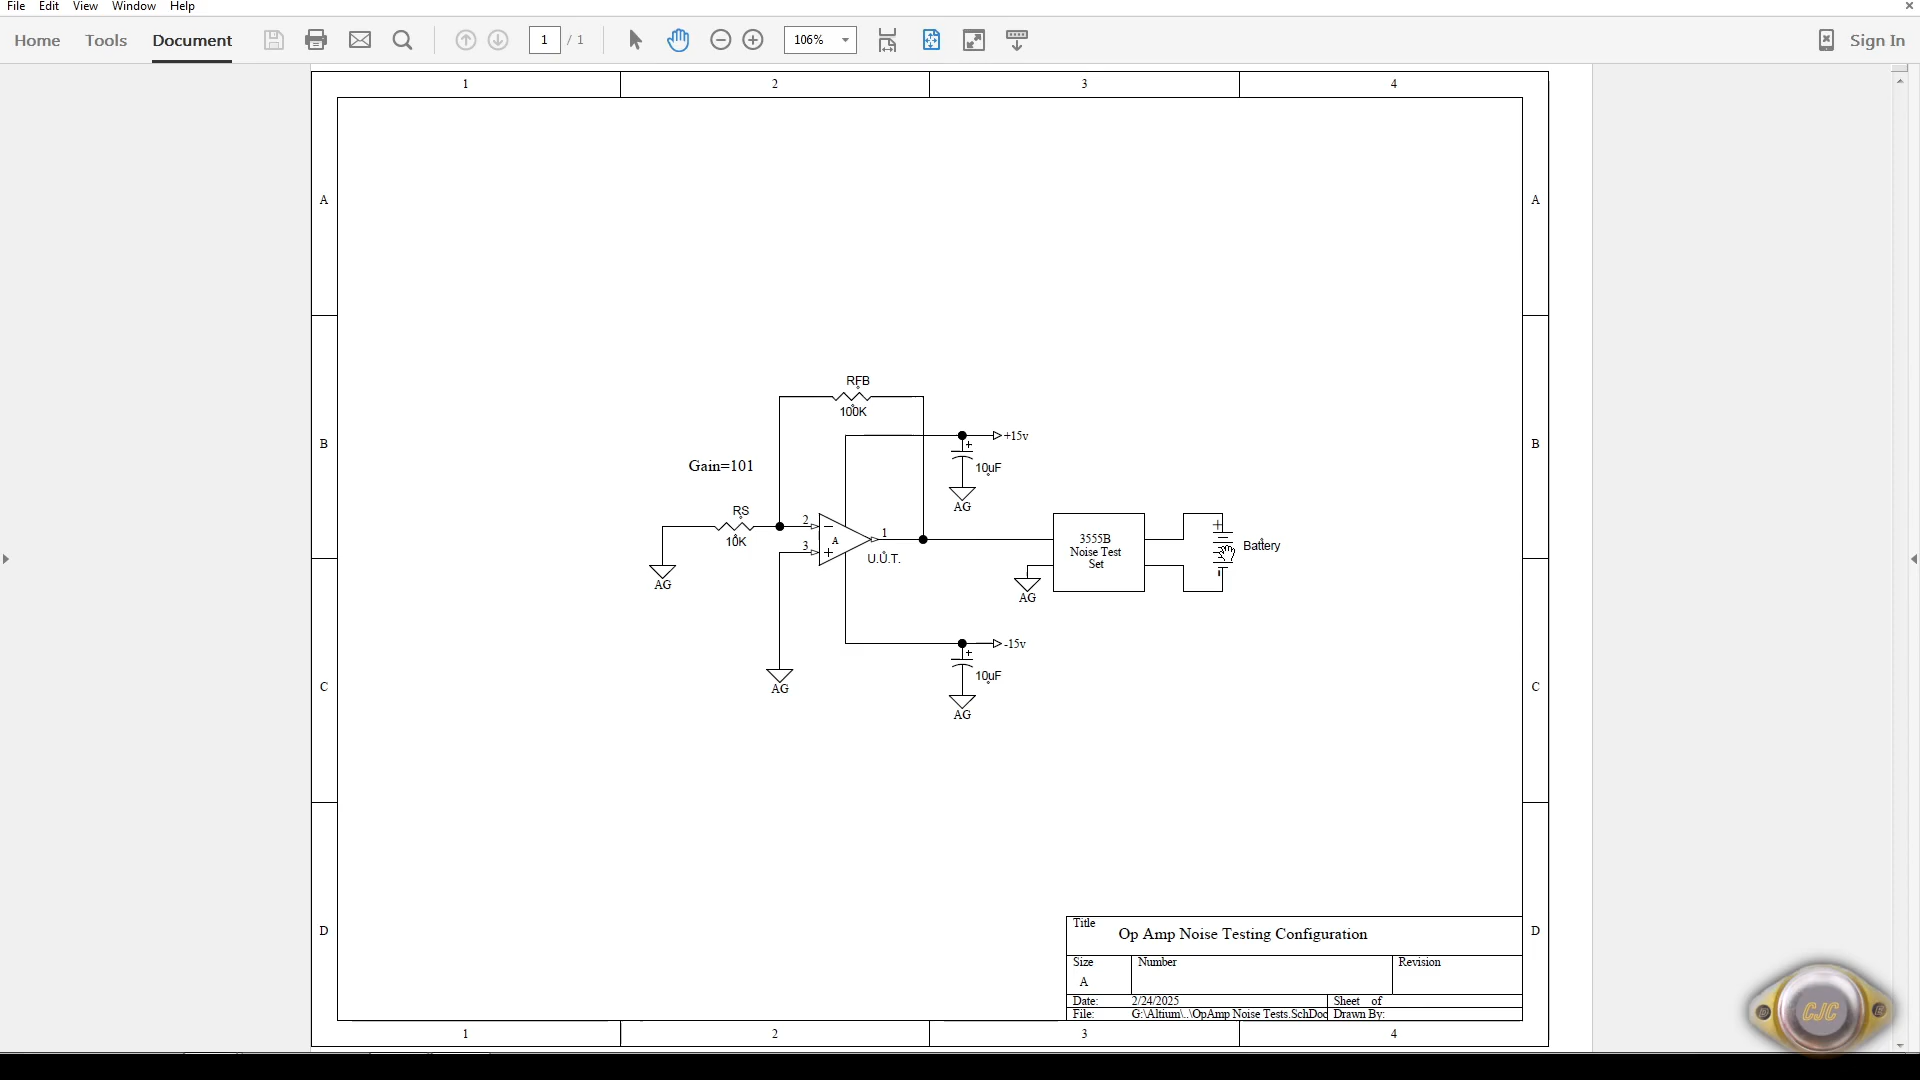 File Edit View Window Help
Home Tools Document 1 / 1 106% Sign In
1 2 3 4
A A
RFB
100K
B +15v B
+
Gain=101 10uF
AG
RS
10K
2
3
1
A
U.U.T.
AG
3555B
Noise Test
Set
AG
+
Battery
-15v
+
10uF
C AG C
AG
Title
Op Amp Noise Testing Configuration
D D
Size Number Revision
A
Date: 2/24/2025 Sheet of
File: G:\Altium\..\OpAmp Noise Tests.SchDoc Drawn By:
CJC
1 2 3 4